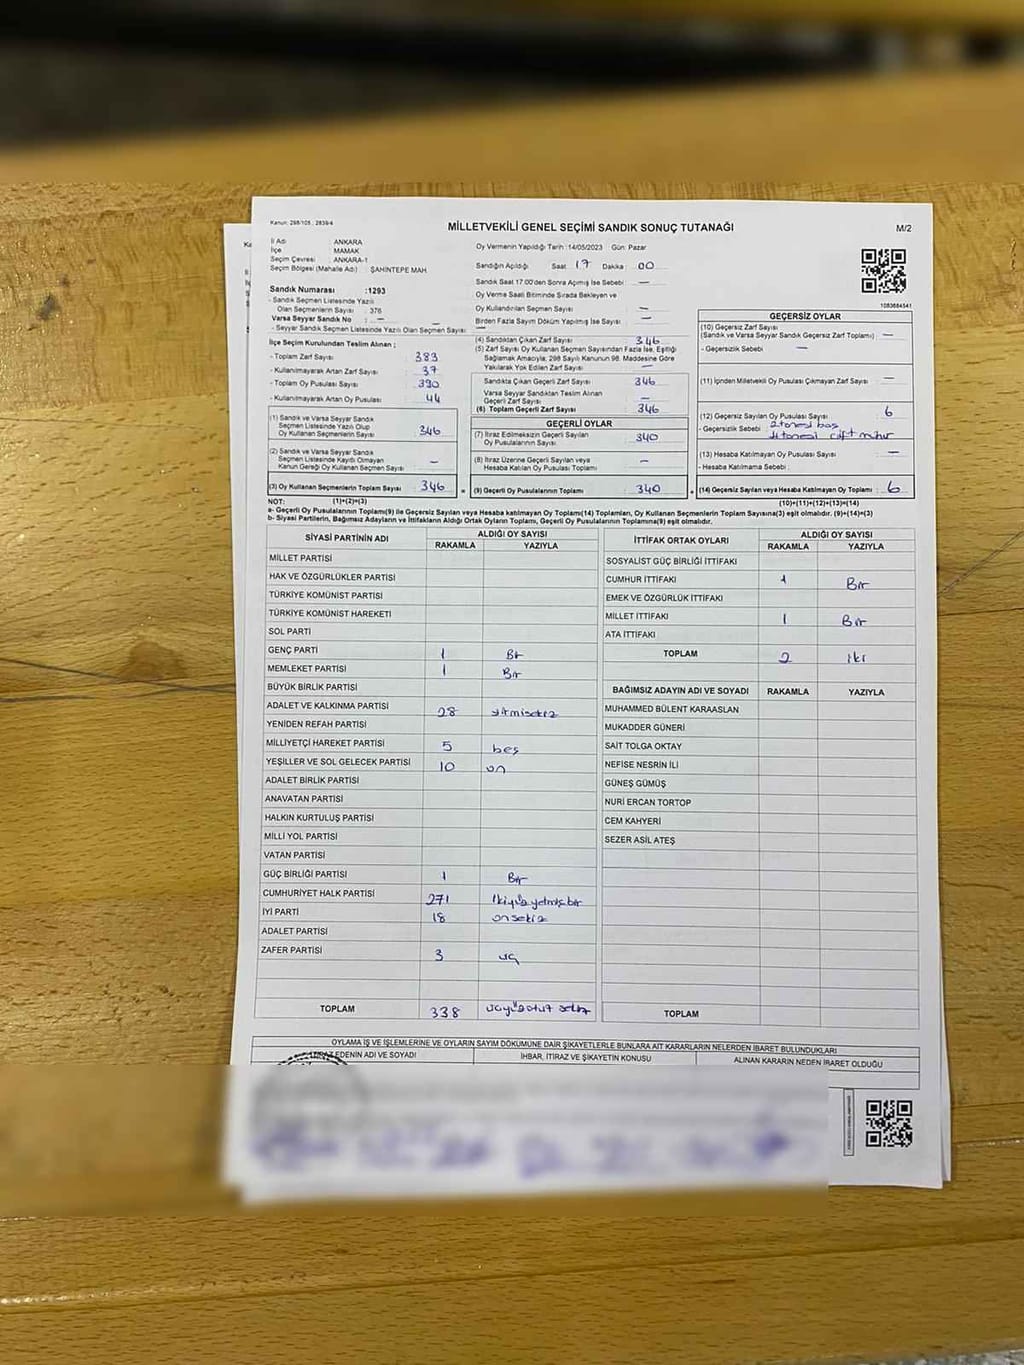 Kanun: 298/105, 2839/4
MİLLETVEKİLİ GENEL SEÇİMİ SANDIK SONUÇ TUTANAĞI
M/2
İl Adı : ANKARA
İlçe : MAMAK
Seçim Çevresi : ANKARA-1
Seçim Bölgesi (Mahalle Adı) : ŞAHİNTEPE MAH
Sandık Numarası :1293
- Sandık Seçmen Listesinde Yazılı
Olan Seçmenlerin Sayısı : 376
Varsa Seyyar Sandık No : –
- Seyyar Sandık Seçmen Listesinde Yazılı Olan Seçmen Sayısı : –
İlçe Seçim Kurulundan Teslim Alınan ;
- Toplam Zarf Sayısı : 383
- Kullanılmayarak Artan Zarf Sayısı : 37
- Toplam Oy Pusulası Sayısı : 390
- Kullanılmayarak Artan Oy Pusulası : 44
(1) Sandık ve Varsa Seyyar Sandık
Seçmen Listesinde Yazılı Olup
Oy Kullanan Seçmenlerin Sayısı : 346
(2) Sandık ve Varsa Seyyar Sandık
Seçmen Listesinde Kayıtlı Olmayan
Kanun Gereği Oy Kullanan Seçmen Sayısı : –
(3) Oy Kullanan Seçmenlerin Toplam Sayısı : 346
Oy Vermenin Yapıldığı Tarih :14/05/2023 Gün: Pazar
Sandığın Açıldığı Saat : 17 Dakika : 00
Sandık Saat 17:00'den Sonra Açılmış İse Sebebi : –
Oy Verme Saati Bitiminde Sırada Bekleyen ve
Oy Kullandırılan Seçmen Sayısı : –
Birden Fazla Sayım Döküm Yapılmış İse Sayısı : –
(4) Sandıktan Çıkan Zarf Sayısı : 346
(5) Zarf Sayısı Oy Kullanan Seçmen Sayısından Fazla İse, Eşitliği
Sağlamak Amacıyla; 298 Sayılı Kanunun 98. Maddesine Göre
Yakılarak Yok Edilen Zarf Sayısı : –
Sandıkta Çıkan Geçerli Zarf Sayısı : 346
Varsa Seyyar Sandıktan Teslim Alınan
Geçerli Zarf Sayısı : –
(6) Toplam Geçerli Zarf Sayısı : 346
GEÇERLİ OYLAR
(7) İtiraz Edilmeksizin Geçerli Sayılan
Oy Pusulalarının Sayısı : 340
(8) İtiraz Üzerine Geçerli Sayılan veya
Hesaba Katılan Oy Pusulası Toplamı : –
(9) Geçerli Oy Pusulalarının Toplamı : 340
1083684541
GEÇERSİZ OYLAR
(10) Geçersiz Zarf Sayısı
(Sandık ve Varsa Seyyar Sandık Geçersiz Zarf Toplamı) : –
- Geçersizlik Sebebi : –
(11) İçinden Milletvekili Oy Pusulası Çıkmayan Zarf Sayısı : –
(12) Geçersiz Sayılan Oy Pusulası Sayısı : 6
- Geçersizlik Sebebi : 2 tanesi boş
4 tanesi çift mühür
(13) Hesaba Katılmayan Oy Pusulası Sayısı : –
- Hesaba Katılmama Sebebi :
(14) Geçersiz Sayılan veya Hesaba Katılmayan Oy Toplamı : 6
NOT: (1)+(2)=(3) (10)+(11)+(12)+(13)=(14)
a- Geçerli Oy Pusulaları Toplamı(9) ile Geçersiz Sayılan veya Hesaba Katılmayan Oy Toplamı(14) Toplamları, Oy Kullanan Seçmenlerin Toplam Sayısına(3) eşit olmalıdır. (9)+(14)=(3)
b- Siyasi Partilerin, Bağımsız Adayların ve İttifakların Aldığı Ortak Oyların Toplamı, Geçerli Oy Pusulalarının Toplamına(9) eşit olmalıdır.
SİYASİ PARTİNİN ADI ALDIĞI OY SAYISI
RAKAMLA YAZIYLA
MİLLET PARTİSİ
HAK VE ÖZGÜRLÜKLER PARTİSİ
TÜRKİYE KOMÜNİST PARTİSİ
TÜRKİYE KOMÜNİST HAREKETİ
SOL PARTİ
GENÇ PARTİ 1 Bir
MEMLEKET PARTİSİ 1 Bir
BÜYÜK BİRLİK PARTİSİ
ADALET VE KALKINMA PARTİSİ 28 yirmisekiz
YENİDEN REFAH PARTİSİ
MİLLİYETÇİ HAREKET PARTİSİ 5 beş
YEŞİLLER VE SOL GELECEK PARTİSİ 10 on
ADALET BİRLİK PARTİSİ
ANAVATAN PARTİSİ
HALKIN KURTULUŞ PARTİSİ
MİLLİ YOL PARTİSİ
VATAN PARTİSİ
GÜÇ BİRLİĞİ PARTİSİ 1 Bir
CUMHURİYET HALK PARTİSİ 271 ikiyüzyetmişbir
İYİ PARTİ 18 onsekiz
ADALET PARTİSİ
ZAFER PARTİSİ 3 üç
TOPLAM 338 üçyüzotuz sekiz
İTTİFAK ORTAK OYLARI ALDIĞI OY SAYISI
RAKAMLA YAZIYLA
SOSYALİST GÜÇ BİRLİĞİ İTTİFAKI
CUMHUR İTTİFAKI 1 Bir
EMEK VE ÖZGÜRLÜK İTTİFAKI
MİLLET İTTİFAKI 1 Bir
ATA İTTİFAKI
TOPLAM 2 iki
BAĞIMSIZ ADAYIN ADI VE SOYADI RAKAMLA YAZIYLA
MUHAMMED BÜLENT KARAASLAN
MUKADDER GÜNERİ
SAİT TOLGA OKTAY
NEFİSE NESRİN İLİ
GÜNEŞ GÜMÜŞ
NURİ ERCAN TORTOP
CEM KAHYERİ
SEZER ASİL ATEŞ
TOPLAM
OYLAMA İŞ VE İŞLEMLERİNE VE OYLARIN SAYIM DÖKÜMÜNE DAİR ŞİKAYETLERLE BUNLARA AİT KARARLARIN NELERDEN İBARET BULUNDUKLARI
İTİRAZ EDENİN ADI VE SOYADI İHBAR, İTİRAZ VE ŞİKAYETİN KONUSU ALINAN KARARIN NEDEN İBARET OLDUĞU